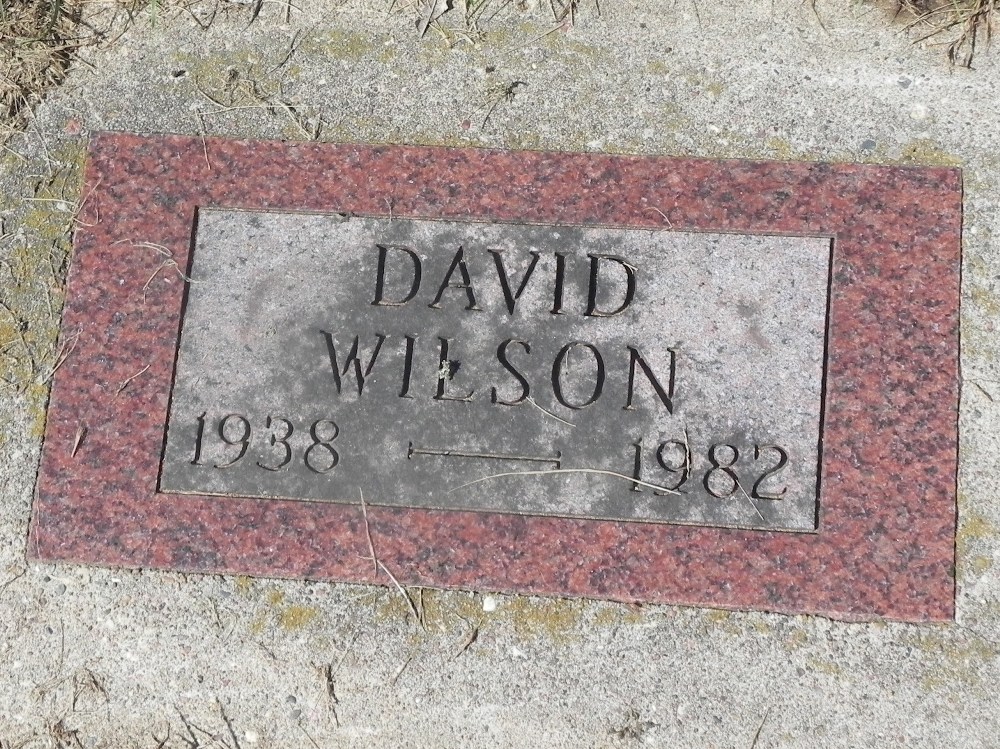 DAVID
WILSON
1938 — 1982